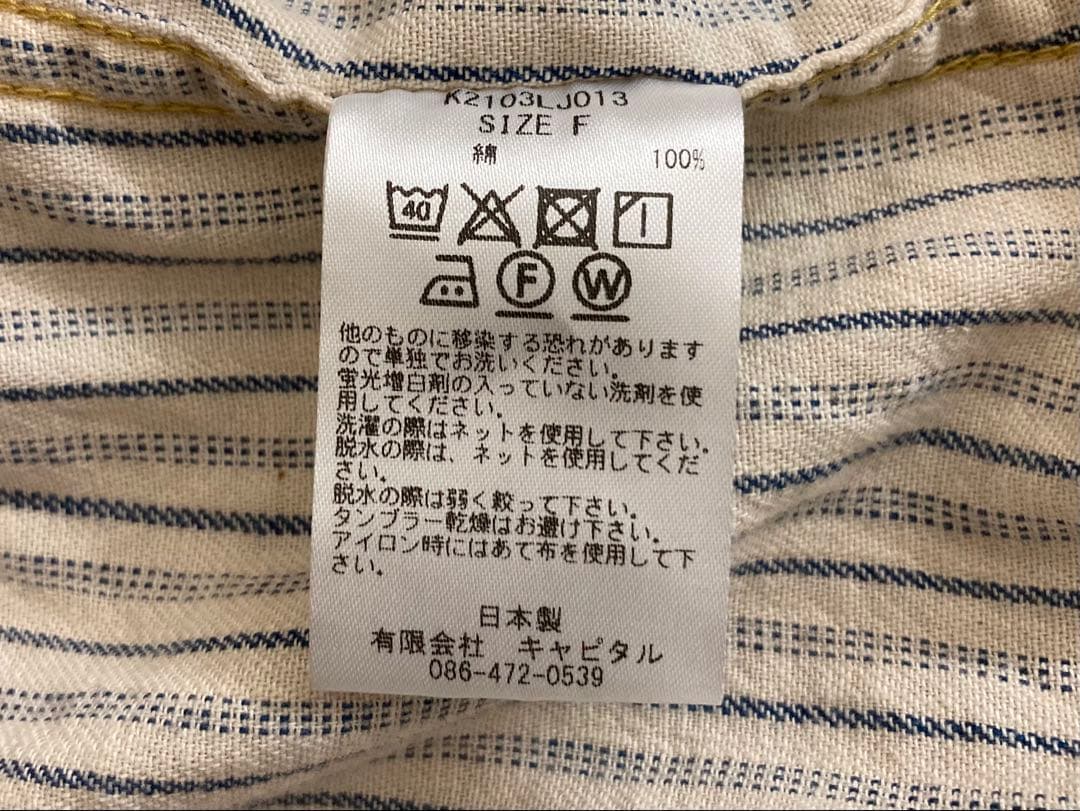 K2103LJ013
SIZE F
綿 100%
40
F W
他のものに移染する恐れがあります
ので単独でお洗いください。
蛍光増白剤の入っていない洗剤を使
用してください。
洗濯の際はネットを使用して下さい。
脱水の際は、ネットを使用してくだ
さい。
脱水の際は弱く絞って下さい。
タンブラー乾燥はお避け下さい。
アイロン時にはあて布を使用して下
さい。
日本製
有限会社 キャピタル
086-472-0539